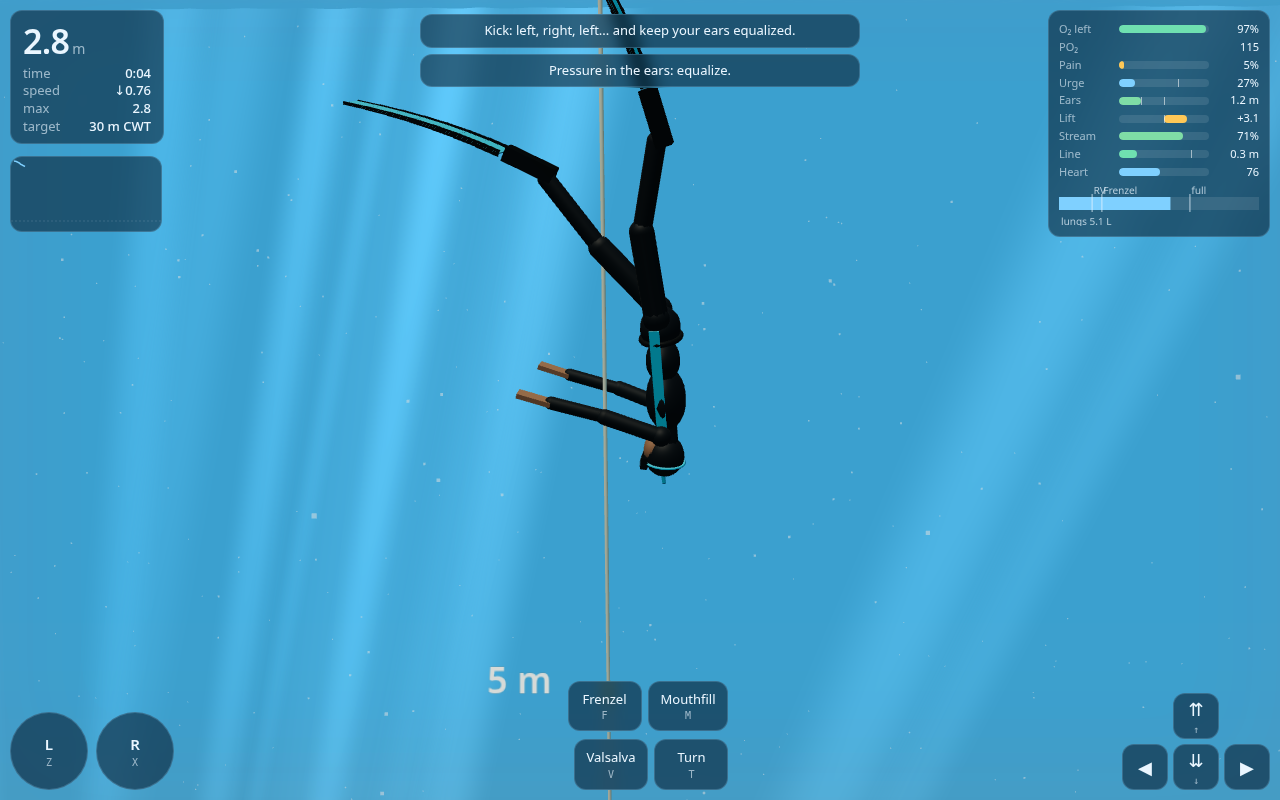 2.8 m
time 0:04
speed ↓0.76
max 2.8
target 30 m CWT
Kick: left, right, left... and keep your ears equalized.
Pressure in the ears: equalize.
O₂ left 97%
PO₂ 115
Pain 5%
Urge 27%
Ears 1.2 m
Lift +3.1
Stream 71%
Line 0.3 m
Heart 76
RV Frenzel full
lungs 5.1 L
5 m
Frenzel
F
Mouthfill
M
Valsalva
V
Turn
T
L
Z
R
X
⇈
↑
◀
⇊
↓
▶